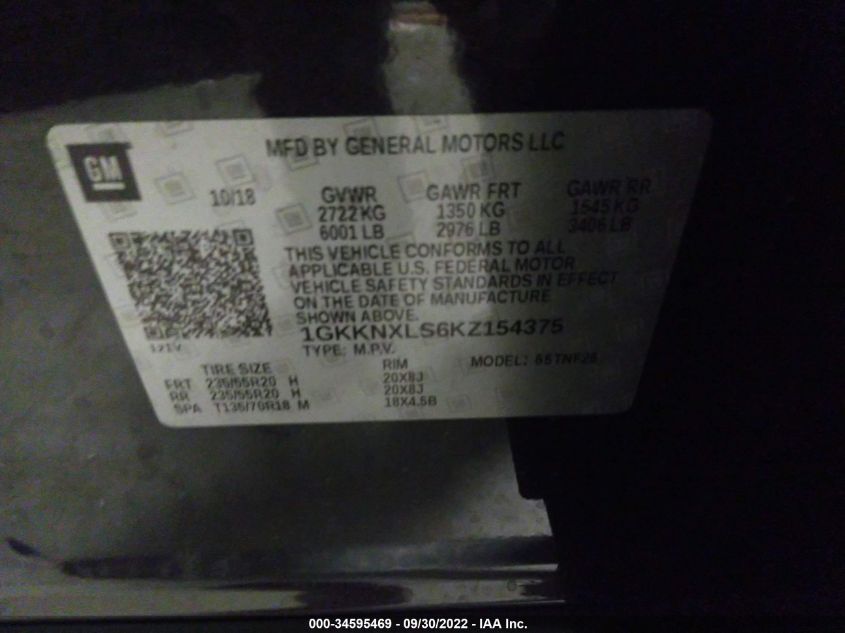 GM
MFD BY GENERAL MOTORS LLC
10/18 GVWR GAWR FRT GAWR RR
2722 KG 1350 KG 1545 KG
6001 LB 2976 LB 3406 LB
THIS VEHICLE CONFORMS TO ALL
APPLICABLE U.S. FEDERAL MOTOR
VEHICLE SAFETY STANDARDS IN EFFECT
ON THE DATE OF MANUFACTURE
SHOWN ABOVE.
1GKKNXLS6KZ154375
TYPE: M.P.V. MODEL:
TIRE SIZE RIM
FRT 235/55R20 H 20X8J
RR 235/55R20 H 20X8J
SPA T135/70R18 M 18X4.5B
000-34595469 - 09/30/2022 - IAA Inc.